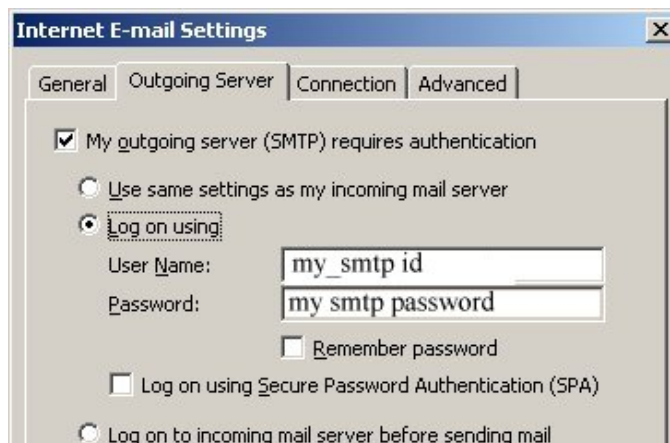 Internet E-mail Settings
General Outgoing Server Connection Advanced
My outgoing server (SMTP) requires authentication
Use same settings as my incoming mail server
Log on using
User Name: my_smtp id
Password: my smtp password
Remember password
Log on using Secure Password Authentication (SPA)
Log on to incoming mail server before sending mail